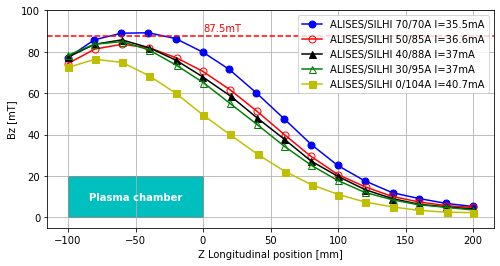 87.5mT
ALISES/SILHI 70/70A I=35.5mA
ALISES/SILHI 50/85A I=36.6mA
ALISES/SILHI 40/88A I=37mA
ALISES/SILHI 30/95A I=37mA
ALISES/SILHI 0/104A I=40.7mA
Bz [mT]
100
80
60
40
20
0
Plasma chamber
−100
−50
0
50
100
150
200
Z Longitudinal position [mm]